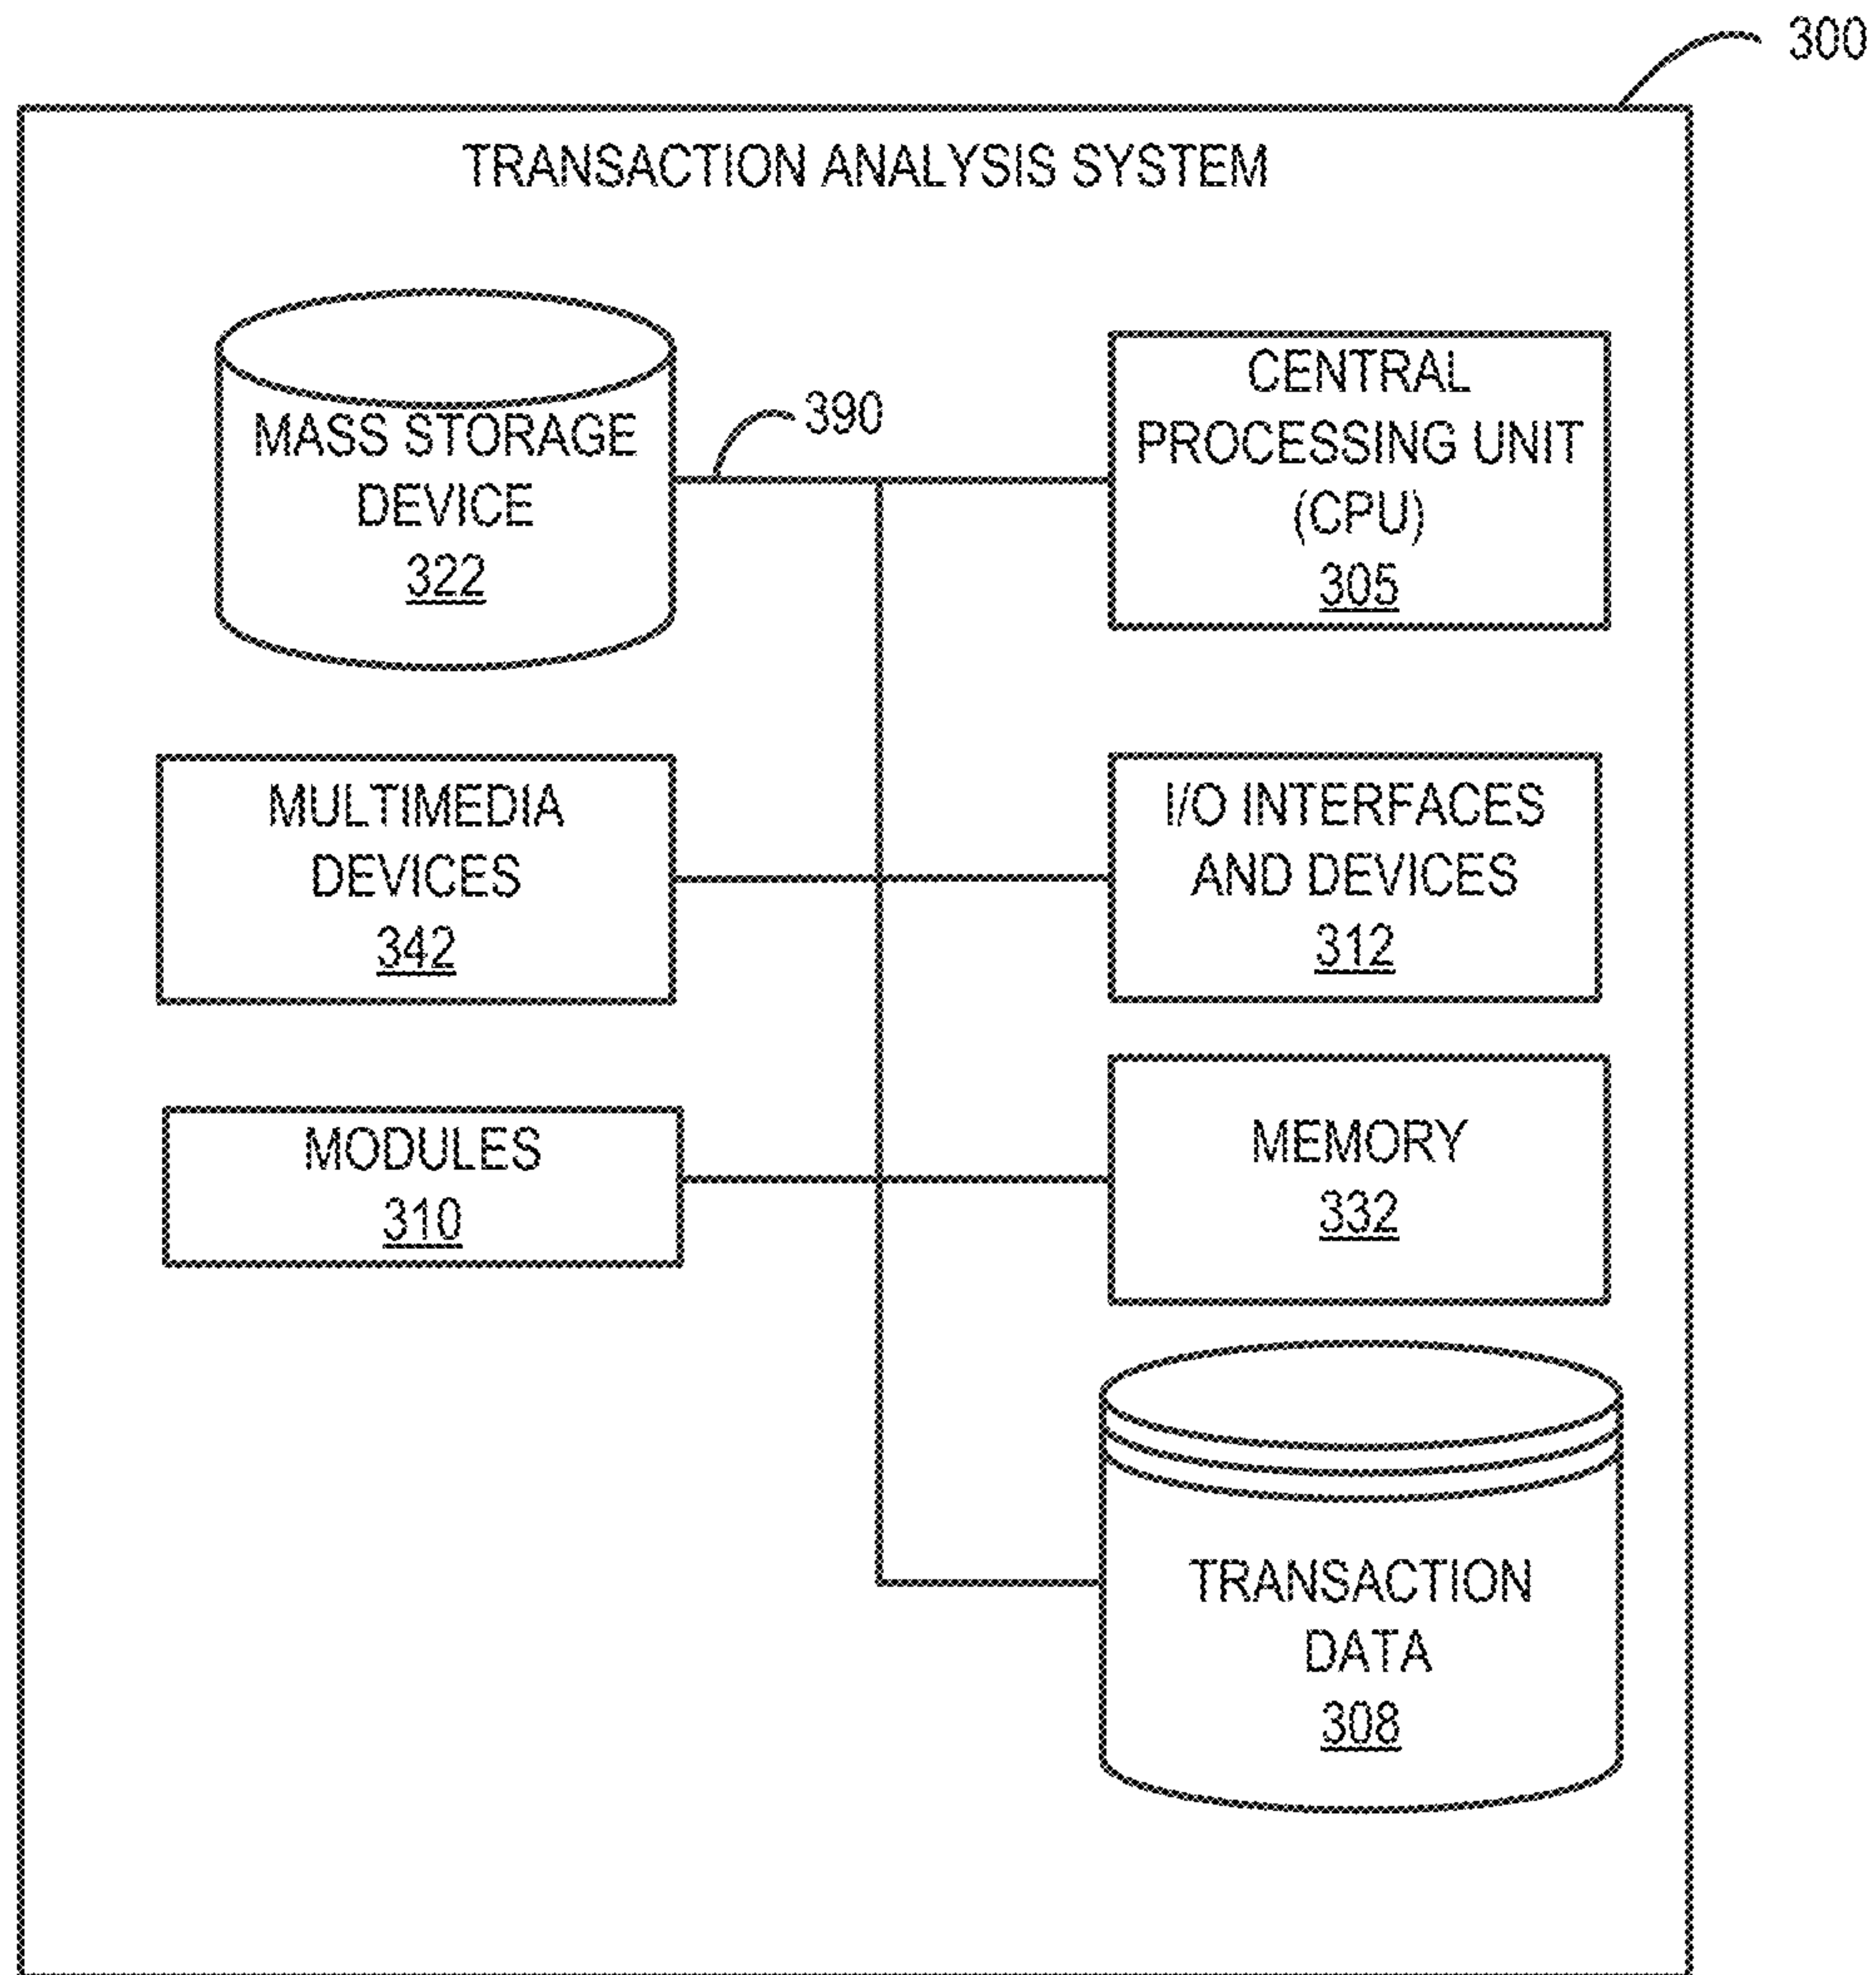 300
TRANSACTION ANALYSIS SYSTEM
MASS STORAGE
DEVICE
322
390
CENTRAL
PROCESSING UNIT
(CPU)
305
MULTIMEDIA
DEVICES
342
I/O INTERFACES
AND DEVICES
312
MODULES
310
MEMORY
332
TRANSACTION
DATA
308